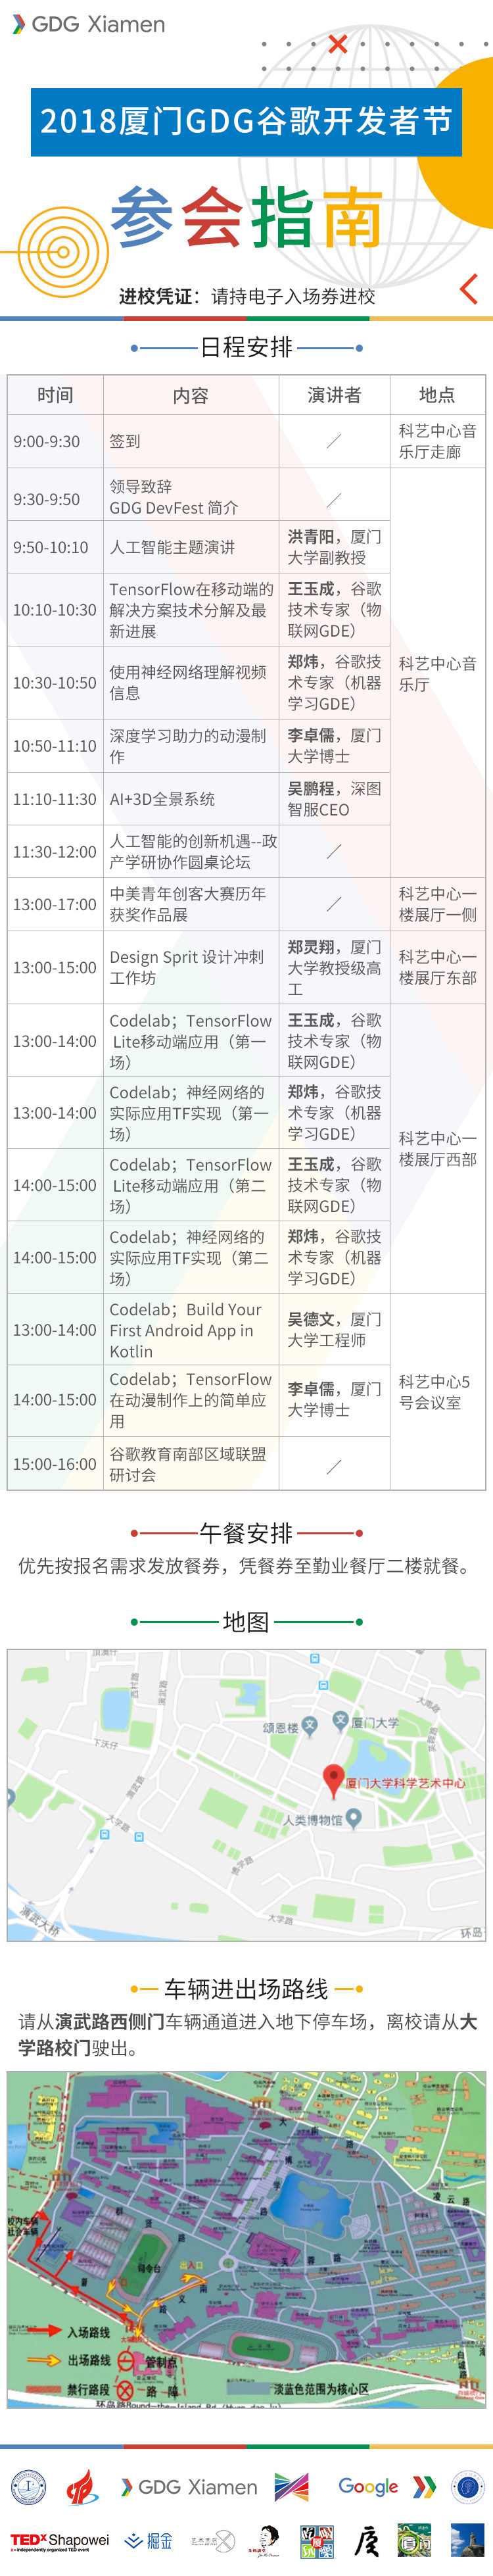 GDG Xiamen
2018厦门GDG谷歌开发者节
参会指南
进校凭证：请持电子入场券进校
日程安排
时间
内容
演讲者
地点
9:00-9:30
签到
／
科艺中心音
乐厅走廊
9:30-9:50
领导致辞
GDG DevFest 简介
／
9:50-10:10
人工智能主题演讲
洪青阳，厦门
大学副教授
10:10-10:30
TensorFlow在移动端的
解决方案技术分解及最
新进展
王玉成，谷歌
技术专家（物
联网GDE）
科艺中心音
乐厅
10:30-10:50
使用神经网络理解视频
信息
郑炜，谷歌技
术专家（机器
学习GDE）
10:50-11:10
深度学习助力的动漫制
作
李卓儒，厦门
大学博士
11:10-11:30
AI+3D全景系统
吴鹏程，深图
智服CEO
11:30-12:00
人工智能的创新机遇--政
产学研协作圆桌论坛
／
13:00-17:00
中美青年创客大赛历年
获奖作品展
／
科艺中心一
楼展厅一侧
13:00-15:00
Design Sprit 设计冲刺
工作坊
郑灵翔，厦门
大学教授级高
工
科艺中心一
楼展厅东部
13:00-14:00
Codelab；TensorFlow
Lite移动端应用（第一
场）
王玉成，谷歌
技术专家（物
联网GDE）
13:00-14:00
Codelab；神经网络的
实际应用TF实现（第一
场）
郑炜，谷歌技
术专家（机器
学习GDE）
科艺中心一
楼展厅西部
14:00-15:00
Codelab；TensorFlow
Lite移动端应用（第二
场）
王玉成，谷歌
技术专家（物
联网GDE）
14:00-15:00
Codelab；神经网络的
实际应用TF实现（第二
场）
郑炜，谷歌技
术专家（机器
学习GDE）
13:00-14:00
Codelab；Build Your
First Android App in
Kotlin
吴德文，厦门
大学工程师
14:00-15:00
Codelab；TensorFlow
在动漫制作上的简单应
用
李卓儒，厦门
大学博士
科艺中心5
号会议室
15:00-16:00
谷歌教育南部区域联盟
研讨会
／
午餐安排
优先按报名需求发放餐券，凭餐券至勤业餐厅二楼就餐。
地图
下沃仔
演武路
颂恩楼
厦门大学
大南路
厦门大学科学艺术中心
人类博物馆
大学路
演武大桥
大学路
环岛
车辆进出场路线
请从演武路西侧门车辆通道进入地下停车场，离校请从大
学路校门驶出。
凌云路
出入口
入场路线
出场路线
管制点
禁行路段
路障
淡蓝色范围为核心区
GDG Xiamen
Google
TEDx Shapowei
x = independently organized TED event
掘金